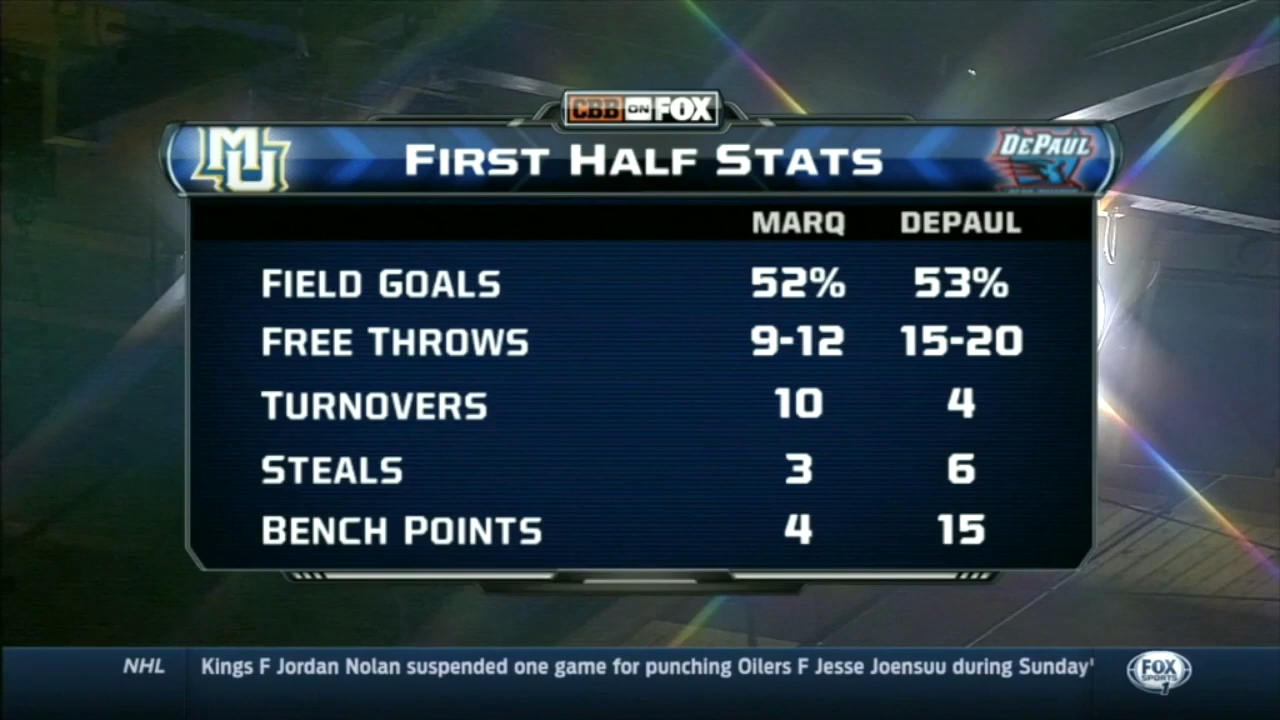 CBB ON FOX
MU FIRST HALF STATS DEPAUL
MARQ DEPAUL
FIELD GOALS 52% 53%
FREE THROWS 9-12 15-20
TURNOVERS 10 4
STEALS 3 6
BENCH POINTS 4 15
NHL Kings F Jordan Nolan suspended one game for punching Oilers F Jesse Joensuu during Sunday' FOX
SPORTS
1